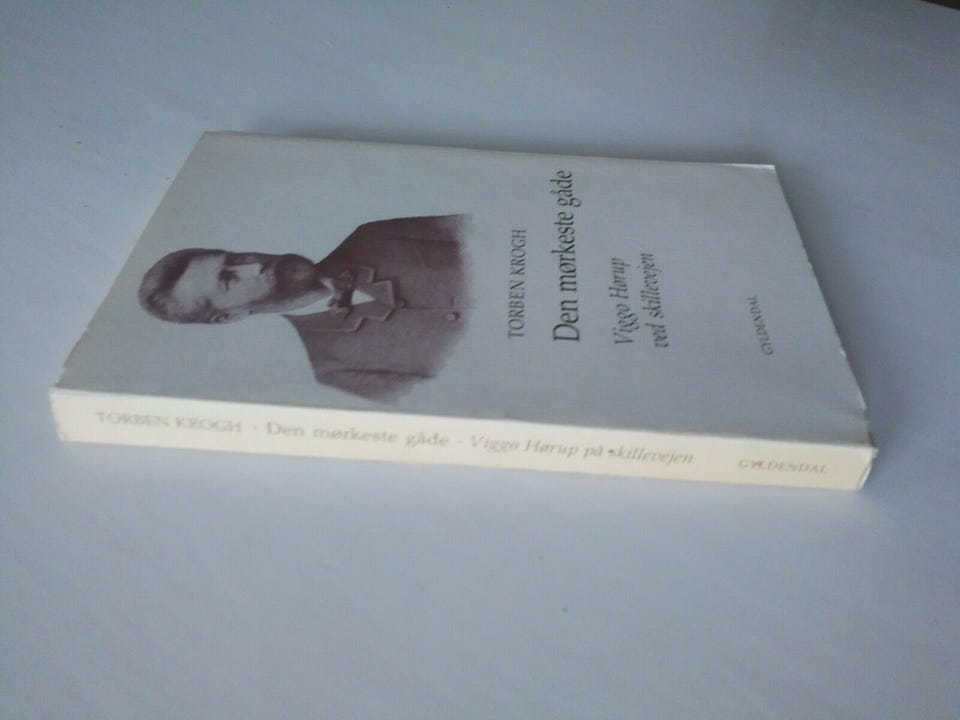 TORBEN KROGH
Den mørkeste gåde
Viggo Hørup
ved skillevejen
GYLDENDAL
TORBEN KROGH · Den mørkeste gåde · Viggo Hørup på skillevejen GYLDENDAL